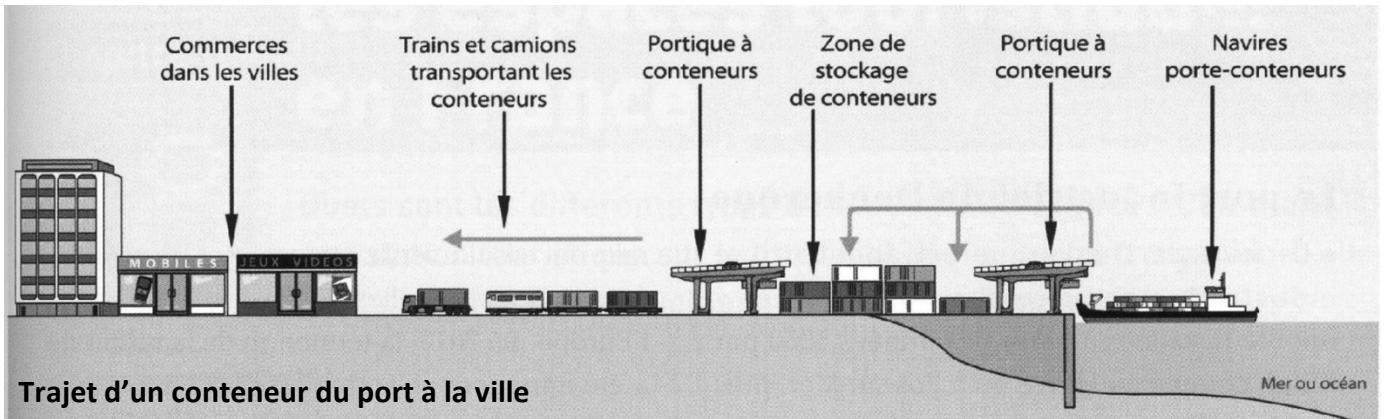 Commerces
dans les villes
Trains et camions
transportant les
conteneurs
Portique à
conteneurs
Zone de
stockage
de conteneurs
Portique à
conteneurs
Navires
porte-conteneurs
MOBILES
JEUX VIDEOS
Mer ou océan
Trajet d'un conteneur du port à la ville